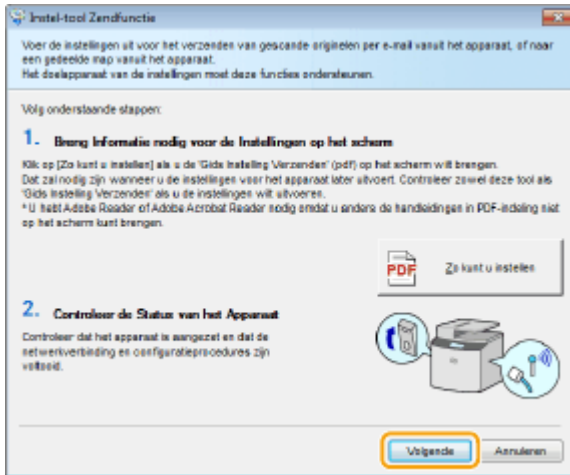 Instel-tool Zendfunctie
Voer de instellingen uit voor het verzenden van gescande originelen per e-mail vanuit het apparaat, of naar
een gedeelde map vanuit het apparaat.
Het doelapparaat van de instellingen moet deze functies ondersteunen.
Volg onderstaande stappen:
1. Breng Informatie nodig voor de Instellingen op het scherm
Klik op [Zo kunt u instellen] als u de 'Gids Instelling Verzenden' (pdf) op het scherm wilt brengen.
Dat zal nodig zijn wanneer u de instellingen voor het apparaat later uitvoert. Controleer zowel deze tool als
'Gids Instelling Verzenden' als u de instellingen wilt uitvoeren.
* U hebt Adobe Reader of Adobe Acrobat Reader nodig omdat u anders de handleidingen in PDF-indeling niet
op het scherm kunt brengen.
PDF
Zo kunt u instellen
2. Controleer de Status van het Apparaat
Controleer dat het apparaat is aangezet en dat de
netwerkverbinding en configuratieprocedures zijn
voltooid.
Volgende
Annuleren